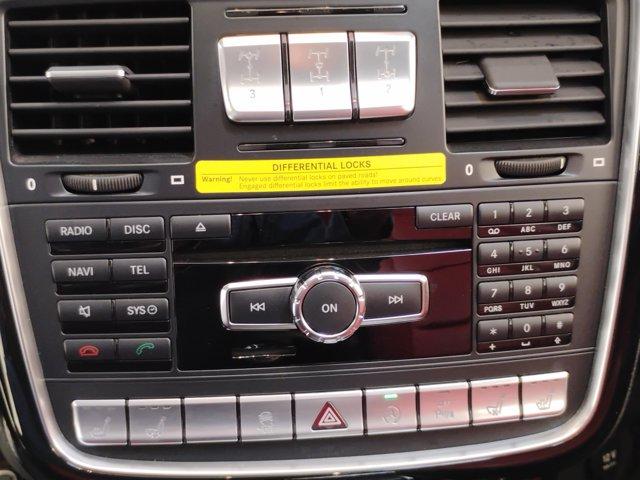 3 1 2
DIFFERENTIAL LOCKS
Warning! Never use differential locks on paved roads!
Engaged differential locks limit the ability to move around curves
0 0
RADIO DISC CLEAR 1 2 3
ABC DEF
NAVI TEL 4 5 6
GHI JKL MNO
SYS ON 7 8 9
PQRS TUV WXYZ
* 0 #
+
12 V